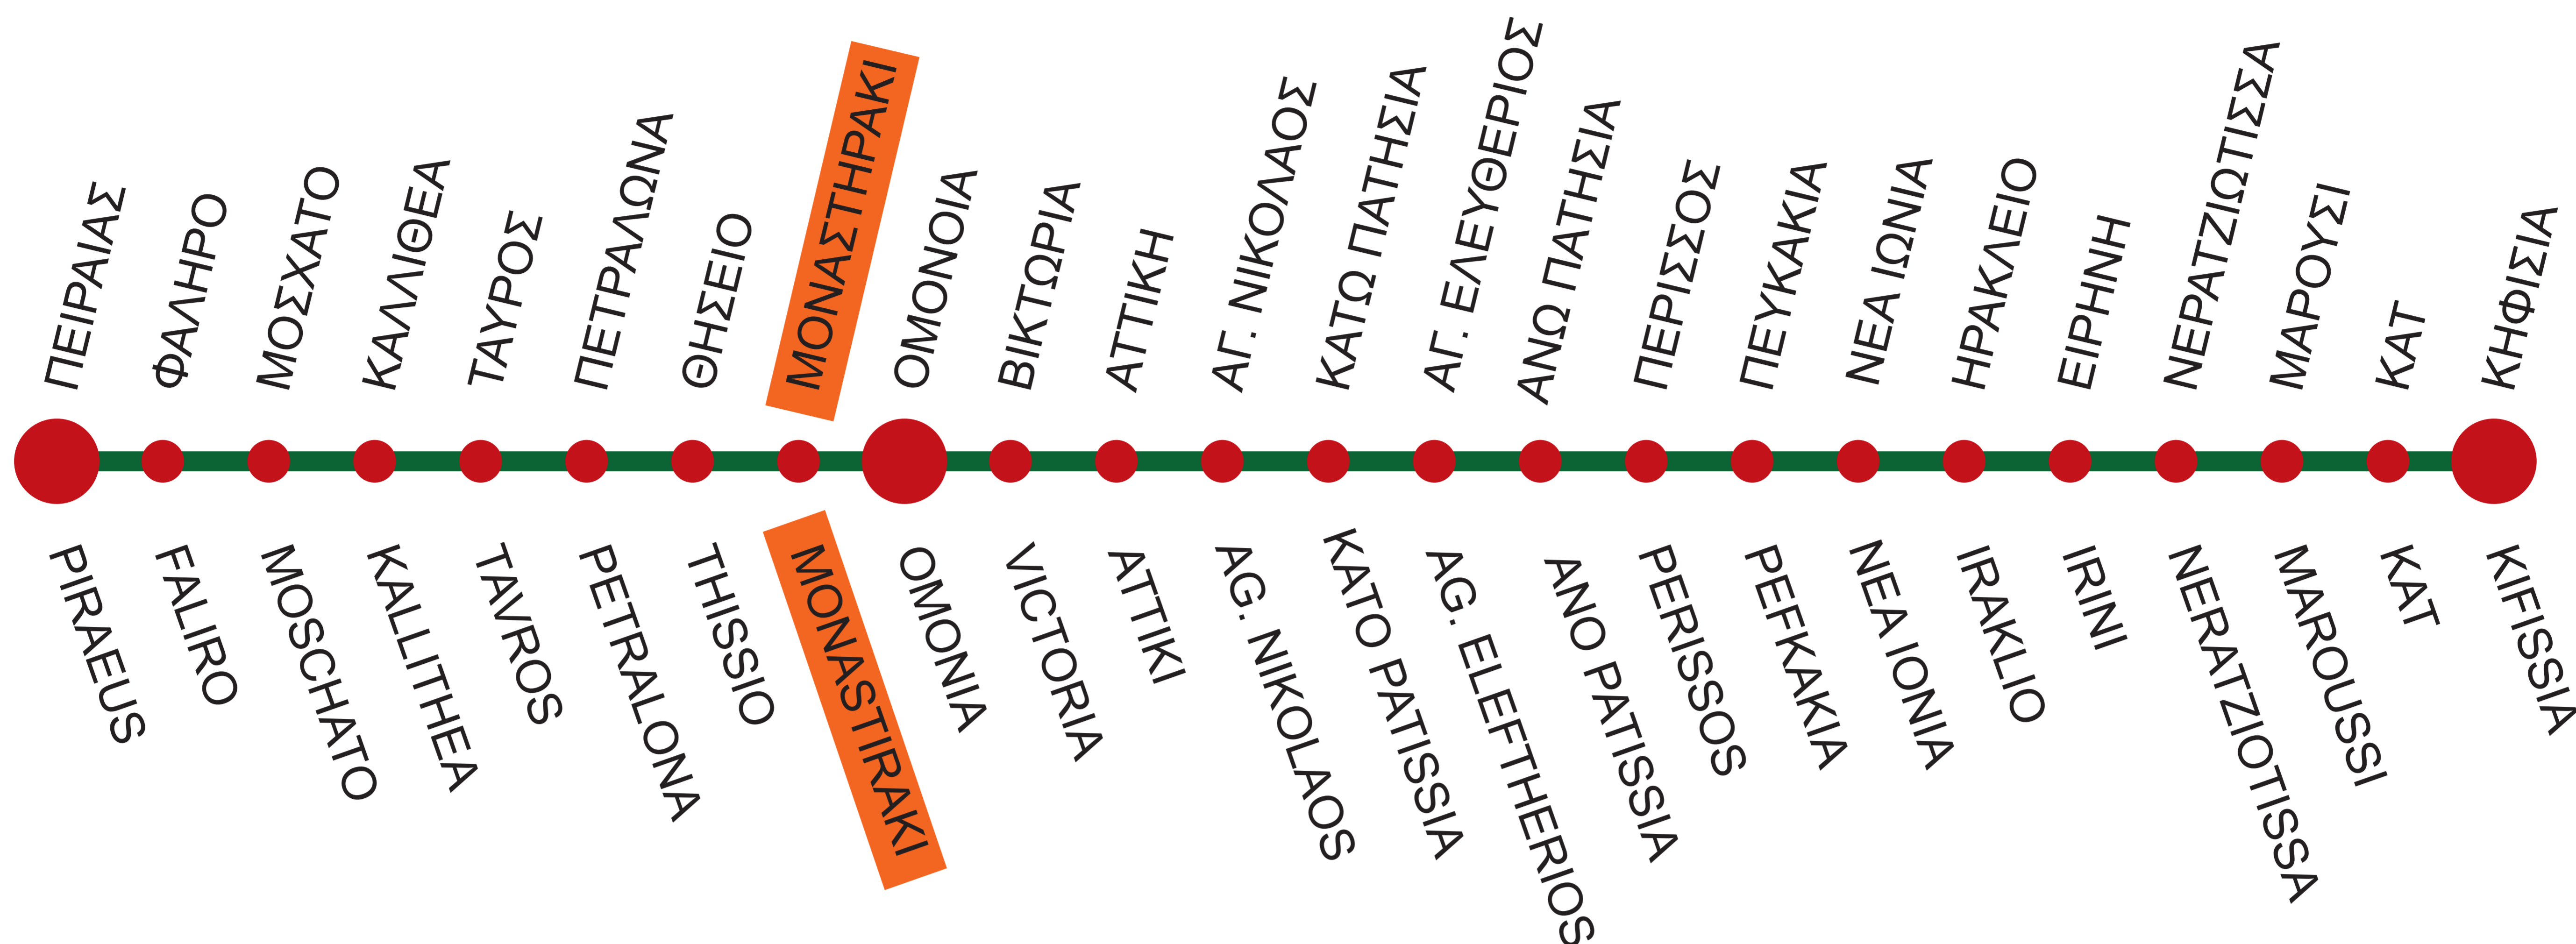 ΠΕΙΡΑΙΑΣ
ΦΑΛΗΡΟ
ΜΟΣΧΑΤΟ
ΚΑΛΛΙΘΕΑ
ΤΑΥΡΟΣ
ΠΕΤΡΑΛΩΝΑ
ΘΗΣΕΙΟ
ΜΟΝΑΣΤΗΡΑΚΙ
ΟΜΟΝΟΙΑ
ΒΙΚΤΩΡΙΑ
ΑΤΤΙΚΗ
ΑΓ. ΝΙΚΟΛΑΟΣ
ΚΑΤΩ ΠΑΤΗΣΙΑ
ΑΓ. ΕΛΕΥΘΕΡΙΟΣ
ΑΝΩ ΠΑΤΗΣΙΑ
ΠΕΡΙΣΣΟΣ
ΠΕΥΚΑΚΙΑ
ΝΕΑ ΙΩΝΙΑ
ΗΡΑΚΛΕΙΟ
ΕΙΡΗΝΗ
ΝΕΡΑΤΖΙΩΤΙΣΣΑ
ΜΑΡΟΥΣΙ
ΚΑΤ
ΚΗΦΙΣΙΑ
PIRAEUS
FALIRO
MOSCHATO
KALLITHEA
TAVROS
PETRALONA
THISSIO
MONASTIRAKI
OMONIA
VICTORIA
ATTIKI
AG. NIKOLAOS
KATO PATISSIA
AG. ELEFTHERIOS
ANO PATISSIA
PERISSOS
PEFKAKIA
NEA IONIA
IRAKLIO
IRINI
NERATZIOTISSA
MAROUSSI
KAT
KIFISSIA